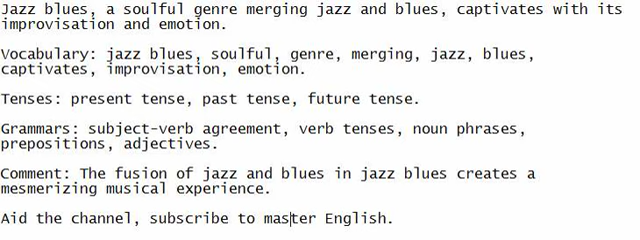 Jazz blues, a soulful genre merging jazz and blues, captivates with its
improvisation and emotion.
Vocabulary: jazz blues, soulful, genre, merging, jazz, blues,
captivates, improvisation, emotion.
Tenses: present tense, past tense, future tense.
Grammars: subject-verb agreement, verb tenses, noun phrases,
prepositions, adjectives.
Comment: The fusion of jazz and blues in jazz blues creates a
mesmerizing musical experience.
Aid the channel, subscribe to master English.